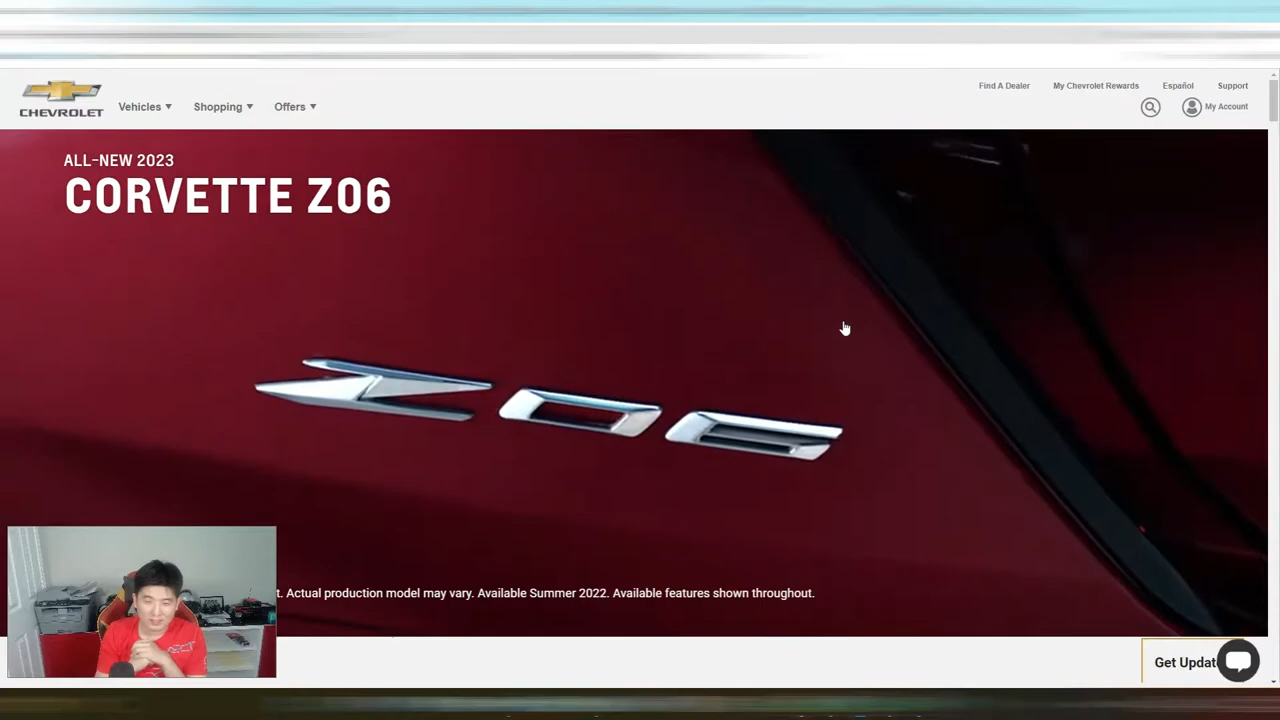 Find A Dealer My Chevrolet Rewards Español Support
CHEVROLET Vehicles Shopping Offers My Account
ALL-NEW 2023
CORVETTE Z06
Z06
t. Actual production model may vary. Available Summer 2022. Available features shown throughout.
Get Updat